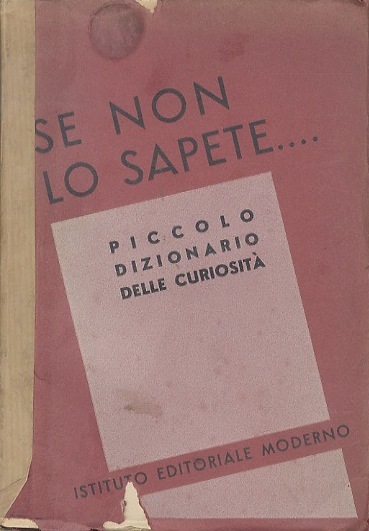 SE NON
LO SAPETE....
PICCOLO
DIZIONARIO
DELLE CURIOSITÀ
ISTITUTO EDITORIALE MODERNO